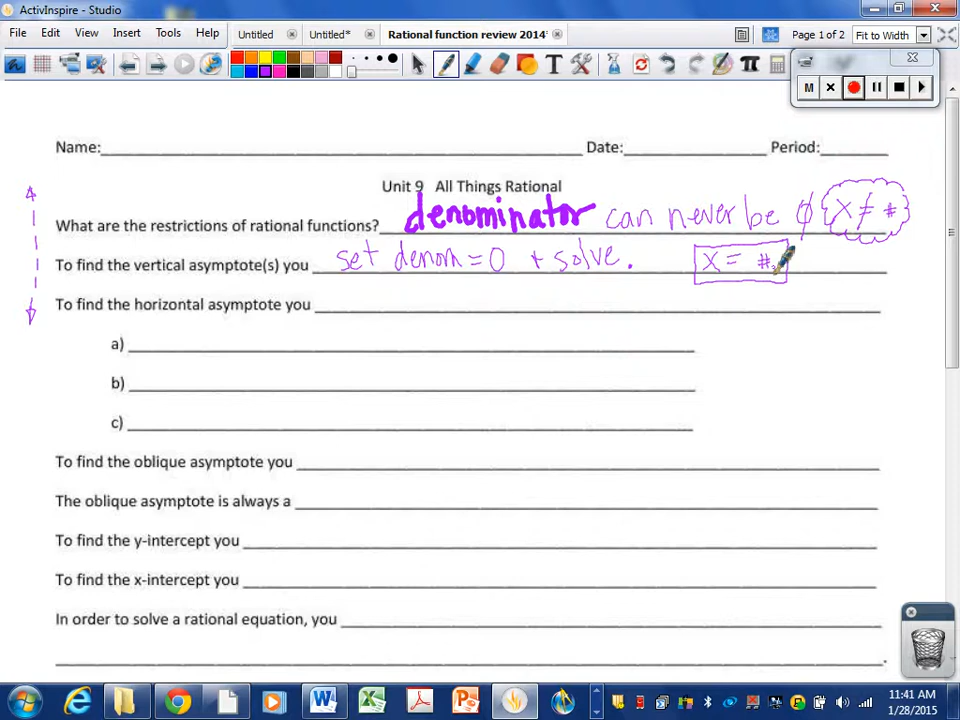 ActivInspire - Studio
File Edit View Insert Tools Help Untitled Untitled* Rational function review 2014' Page 1 of 2 Fit to Width
M
Name: Date: Period:
Unit 9 All Things Rational
What are the restrictions of rational functions? denominator can never be ∅ x ≠ #
To find the vertical asymptote(s) you set denom = 0 + solve. x = #
To find the horizontal asymptote you
a)
b)
c)
To find the oblique asymptote you
The oblique asymptote is always a
To find the y-intercept you
To find the x-intercept you
In order to solve a rational equation, you
11:41 AM
1/28/2015